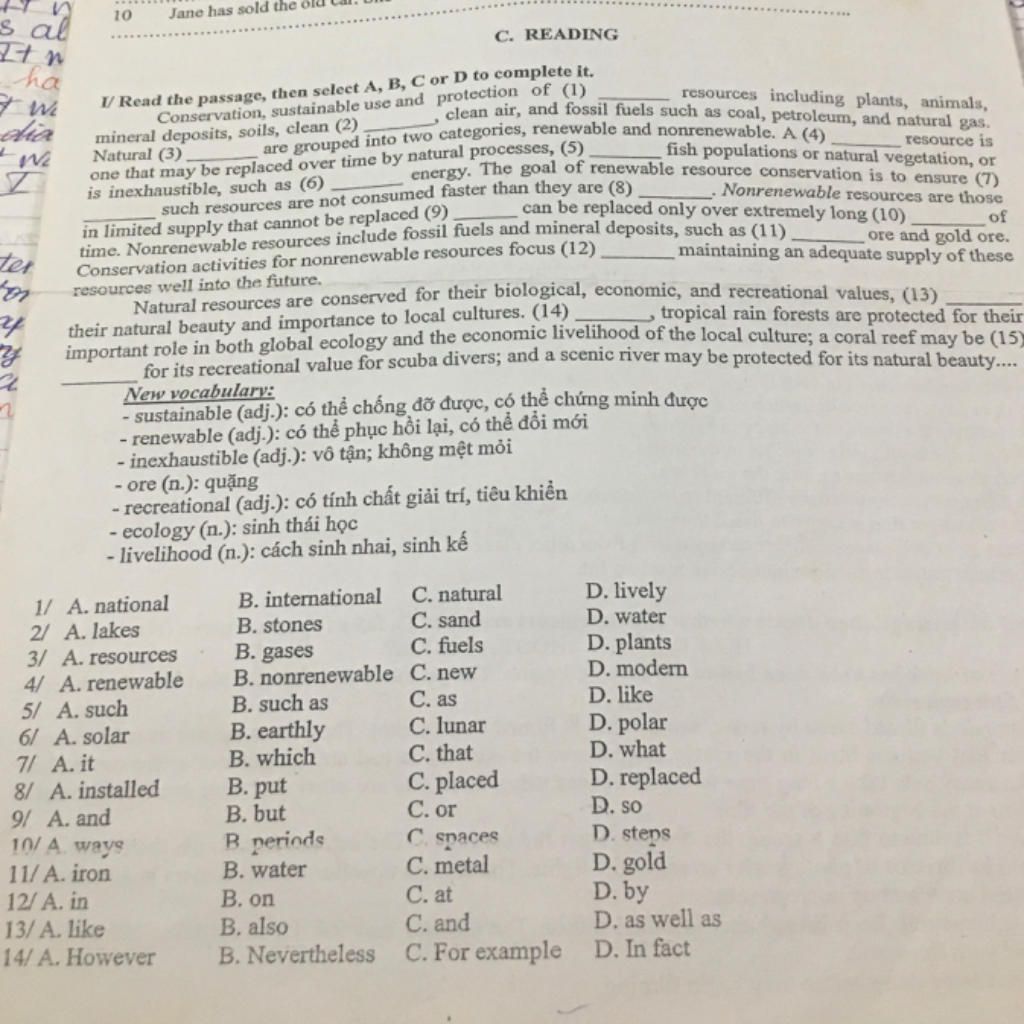 10 Jane has sold the old car.
C. READING
I/ Read the passage, then select A, B, C or D to complete it.
Conservation, sustainable use and protection of (1) ________ resources including plants, animals,
mineral deposits, soils, clean (2) ________, clean air, and fossil fuels such as coal, petroleum, and natural gas.
Natural (3) ________ are grouped into two categories, renewable and nonrenewable. A (4) ________ resource is
one that may be replaced over time by natural processes, (5) ________ fish populations or natural vegetation, or
is inexhaustible, such as (6) ________ energy. The goal of renewable resource conservation is to ensure (7)
________ such resources are not consumed faster than they are (8) ________. Nonrenewable resources are those
in limited supply that cannot be replaced (9) ________ can be replaced only over extremely long (10) ________ of
time. Nonrenewable resources include fossil fuels and mineral deposits, such as (11) ________ ore and gold ore.
Conservation activities for nonrenewable resources focus (12) ________ maintaining an adequate supply of these
resources well into the future.
Natural resources are conserved for their biological, economic, and recreational values, (13) ________
their natural beauty and importance to local cultures. (14) ________, tropical rain forests are protected for their
important role in both global ecology and the economic livelihood of the local culture; a coral reef may be (15)
________ for its recreational value for scuba divers; and a scenic river may be protected for its natural beauty....
New vocabulary:
- sustainable (adj.): có thể chống đỡ được, có thể chứng minh được
- renewable (adj.): có thể phục hồi lại, có thể đổi mới
- inexhaustible (adj.): vô tận; không mệt mỏi
- ore (n.): quặng
- recreational (adj.): có tính chất giải trí, tiêu khiển
- ecology (n.): sinh thái học
- livelihood (n.): cách sinh nhai, sinh kế
1/ A. national B. international C. natural D. lively
2/ A. lakes B. stones C. sand D. water
3/ A. resources B. gases C. fuels D. plants
4/ A. renewable B. nonrenewable C. new D. modern
5/ A. such B. such as C. as D. like
6/ A. solar B. earthly C. lunar D. polar
7/ A. it B. which C. that D. what
8/ A. installed B. put C. placed D. replaced
9/ A. and B. but C. or D. so
10/ A. ways B. periods C. spaces D. steps
11/ A. iron B. water C. metal D. gold
12/ A. in B. on C. at D. by
13/ A. like B. also C. and D. as well as
14/ A. However B. Nevertheless C. For example D. In fact